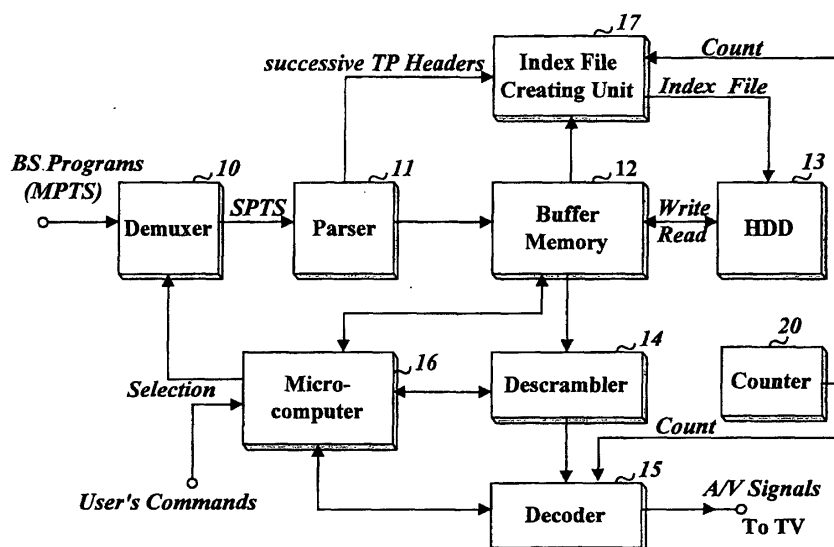 17
successive TP Headers
Index File
Creating Unit
Count
Index File
BS Programs
(MPTS)
10
Demuxer
SPTS
11
Parser
12
Buffer
Memory
Write
Read
13
HDD
Selection
16
Micro-
computer
14
Descrambler
20
Counter
Count
User's Commands
15
Decoder
A/V Signals
To TV